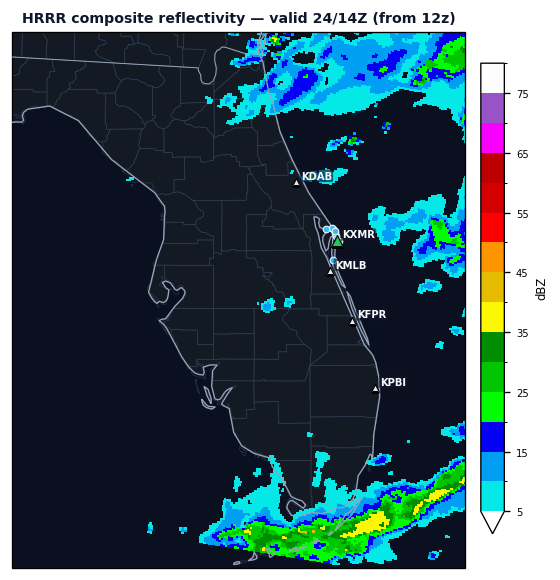 HRRR composite reflectivity — valid 24/14Z (from 12z)
75
65
55
45
35
25
15
5
dBZ
KDAB
KXMR
KMLB
KFPR
KPBI